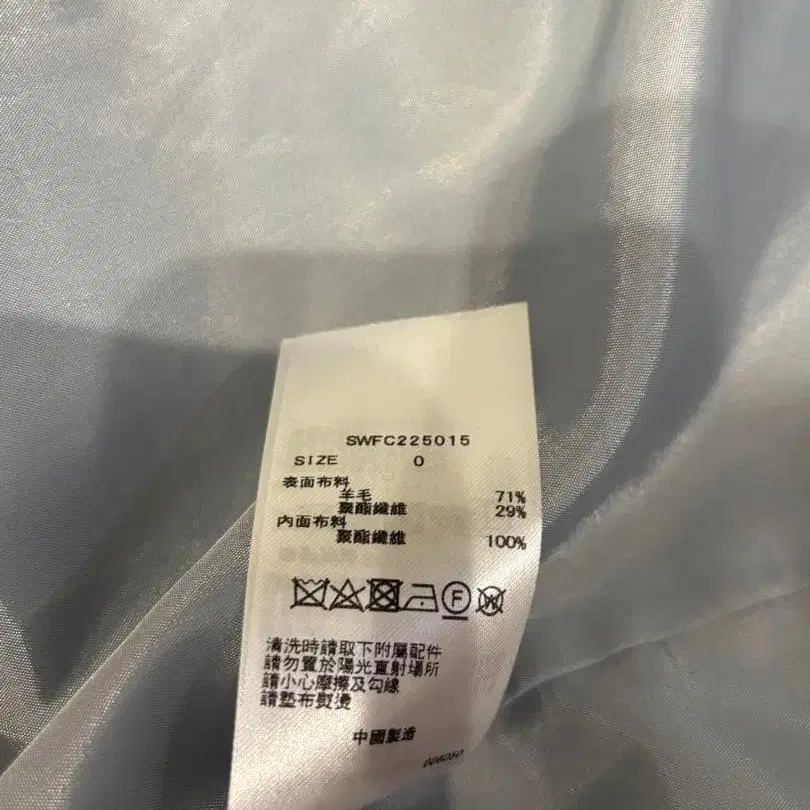 SWFC225015
SIZE 0
表面布料
羊毛 71%
聚酯纖維 29%
內面布料
聚酯纖維 100%
F W
清洗時請取下附屬配件
請勿置於陽光直射場所
請小心摩擦及勾線
請墊布熨燙
中國製造
006050